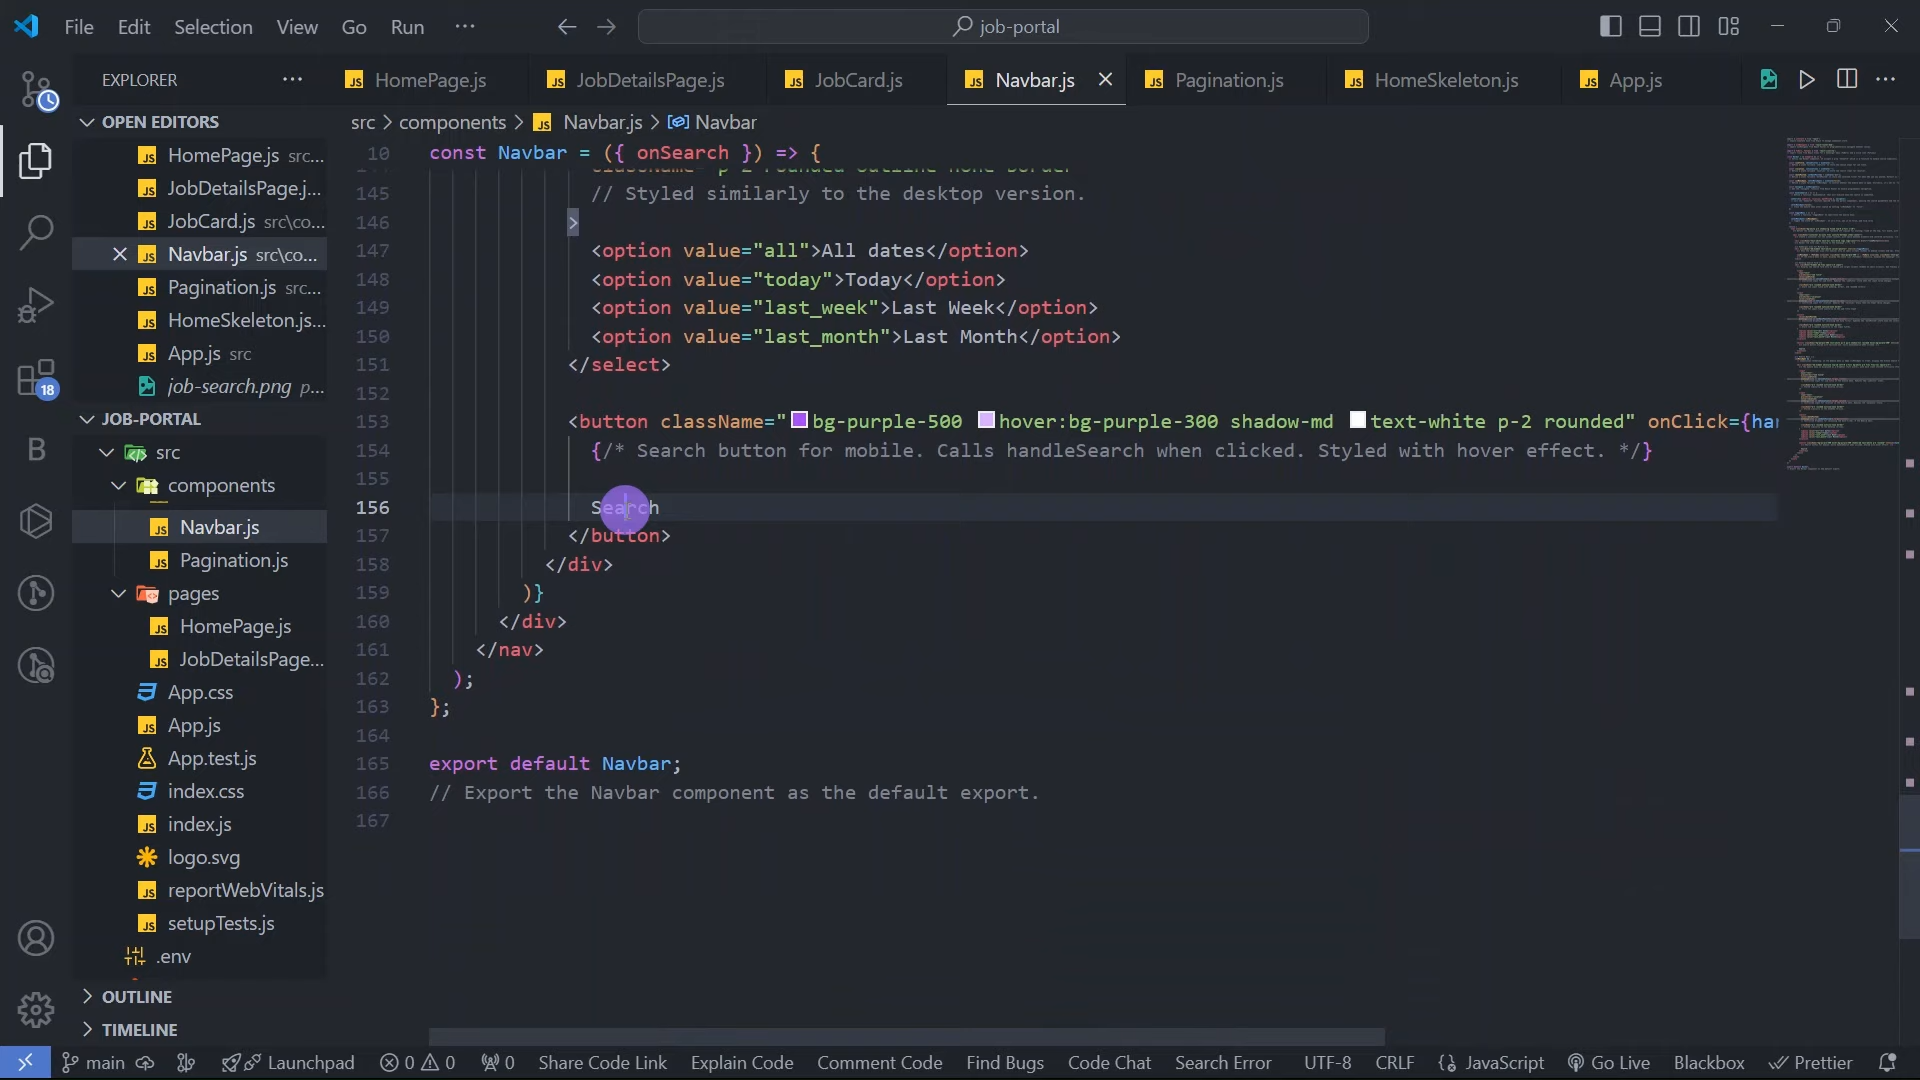 File Edit Selection View Go Run ··· job-portal
EXPLORER ···
HomePage.js JobDetailsPage.js JobCard.js Navbar.js Pagination.js HomeSkeleton.js App.js
OPEN EDITORS
HomePage.js src...
JobDetailsPage.j...
JobCard.js src\co...
Navbar.js src\co...
Pagination.js src...
HomeSkeleton.js...
App.js src
job-search.png p...
JOB-PORTAL
src
components
Navbar.js
Pagination.js
pages
HomePage.js
JobDetailsPage...
App.css
App.js
App.test.js
index.css
index.js
logo.svg
reportWebVitals.js
setupTests.js
.env
OUTLINE
TIMELINE
18
B
src > components > Navbar.js > Navbar
10 const Navbar = ({ onSearch }) => {
145 // Styled similarly to the desktop version.
146 >
147 <option value="all">All dates</option>
148 <option value="today">Today</option>
149 <option value="last_week">Last Week</option>
150 <option value="last_month">Last Month</option>
151 </select>
152
153 <button className="bg-purple-500 hover:bg-purple-300 shadow-md text-white p-2 rounded" onClick={har
154 {/* Search button for mobile. Calls handleSearch when clicked. Styled with hover effect. */}
155
156 Search
157 </button>
158 </div>
159 )}
160 </div>
161 </nav>
162 );
163 };
164
165 export default Navbar;
166 // Export the Navbar component as the default export.
167
main Launchpad 0 0 0 Share Code Link Explain Code Comment Code Find Bugs Code Chat Search Error UTF-8 CRLF {} JavaScript Go Live Blackbox Prettier